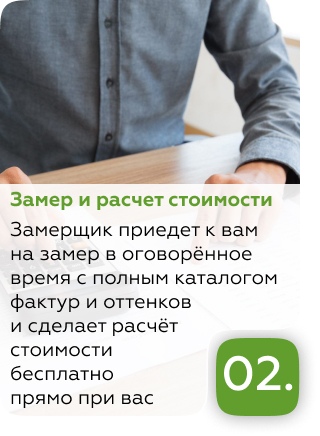 Замер и расчет стоимости
Замерщик приедет к вам
на замер в оговорённое
время с полным каталогом
фактур и оттенков
и сделает расчёт
стоимости
бесплатно
прямо при вас
02.